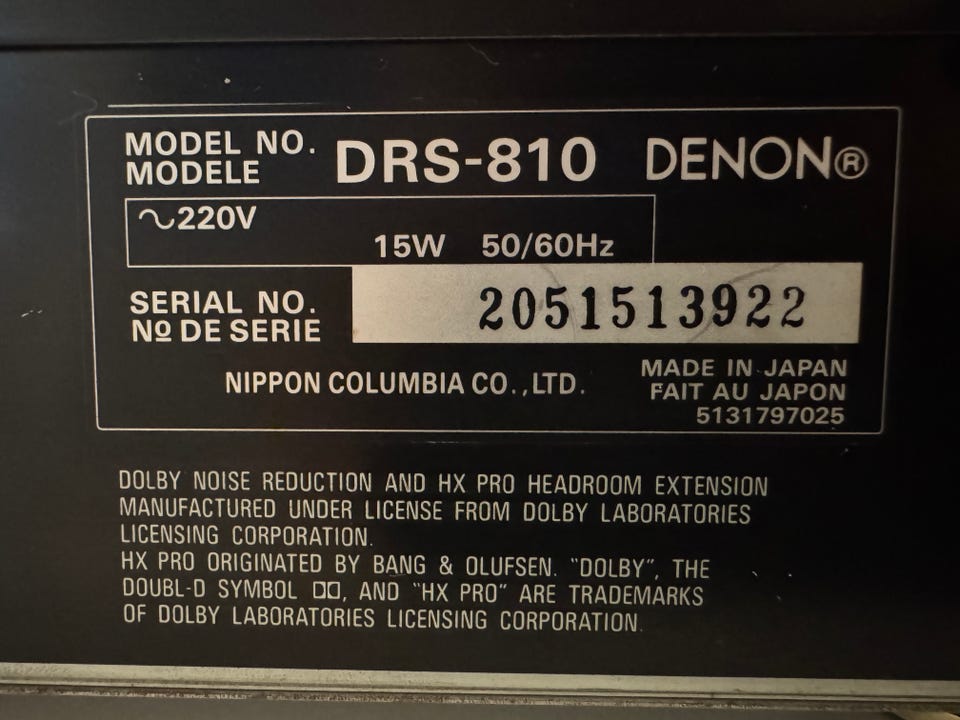 MODEL NO.
MODELE
DRS-810 DENON®
∿220V
15W 50/60Hz
SERIAL NO.
Nº DE SERIE
2051513922
NIPPON COLUMBIA CO.,LTD.
MADE IN JAPAN
FAIT AU JAPON
5131797025
DOLBY NOISE REDUCTION AND HX PRO HEADROOM EXTENSION
MANUFACTURED UNDER LICENSE FROM DOLBY LABORATORIES
LICENSING CORPORATION.
HX PRO ORIGINATED BY BANG & OLUFSEN. "DOLBY", THE
DOUBL-D SYMBOL DD, AND "HX PRO" ARE TRADEMARKS
OF DOLBY LABORATORIES LICENSING CORPORATION.